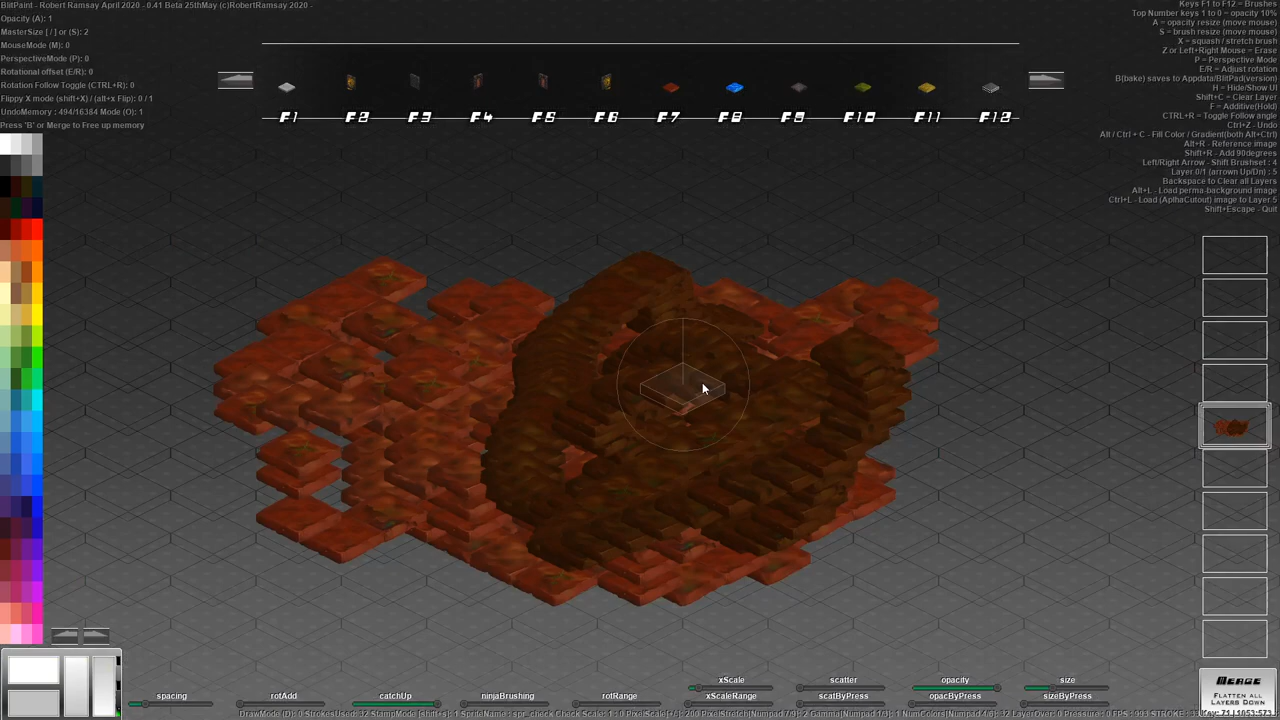 BlitPaint - Robert Ramsay April 2020 - 0.41 Beta 25thMay (c)RobertRamsay 2020 -
Opacity (A): 1
MasterSize [ / ] or (S): 2
MouseMode (M): 0
PerspectiveMode (P): 0
Rotational offset (E/R): 0
Rotation Follow Toggle (CTRL+R): 0
Flippy X mode (shift+X) / (alt+x Flip): 0 / 1
UndoMemory : 494/16384 Mode (O): 1
Press 'B' or Merge to Free up memory
Keys F1 to F12 = Brushes
Top Number keys 1 to 0 = opacity 10%
A = opacity resize (move mouse)
S = brush resize (move mouse)
X = squash / stretch brush
Z or Left+Right Mouse = Erase
P = Perspective Mode
E/R = Adjust rotation
B(bake) saves to Appdata/BlitPad(version)
H = Hide/Show UI
Shift+C = Clear Layer
F = Additive(Hold)
CTRL+R = Toggle Follow angle
Ctrl+Z - Undo
Alt / Ctrl + C - Fill Color / Gradient(both Alt+Ctrl)
Alt+R - Reference image
Shift+R - Add 90degrees
Left/Right Arrow - Shift Brushset : 4
Layer 0/1 (arrown Up/Dn) : 5
Backspace to Clear all Layers
Alt+L - Load perma-background image
Ctrl+L - Load (AplhaCutout) image to Layer 5
Shift+Escape - Quit
F1 F2 F3 F4 F5 F6 F7 F8 F9 F10 F11 F12
xScale scatter opacity size
spacing rotAdd catchUp ninjaBrushing rotRange xScaleRange scatByPress opacByPress sizeByPress
MERGE
FLATTEN ALL
LAYERS DOWN